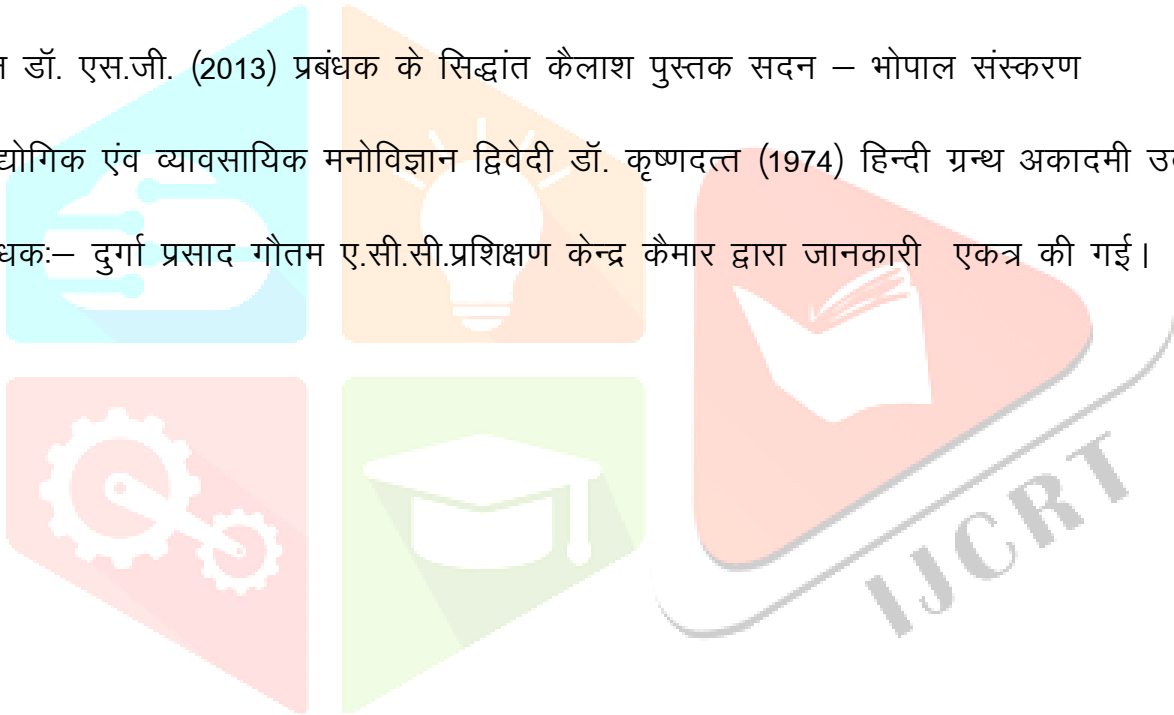 डॉ. एस.जी. (2013) प्रबंधक के सिद्धांत कैलाश पुस्तक सदन – भोपाल संस्करण
एंव व्यावसायिक मनोविज्ञान द्विवेदी डॉ. कृष्णदत्त (1974) हिन्दी ग्रन्थ अकादमी
दुर्गा प्रसाद गौतम ए.सी.सी.प्रशिक्षण केन्द्र कैमार द्वारा जानकारी एकत्र की गई।
IJCRT